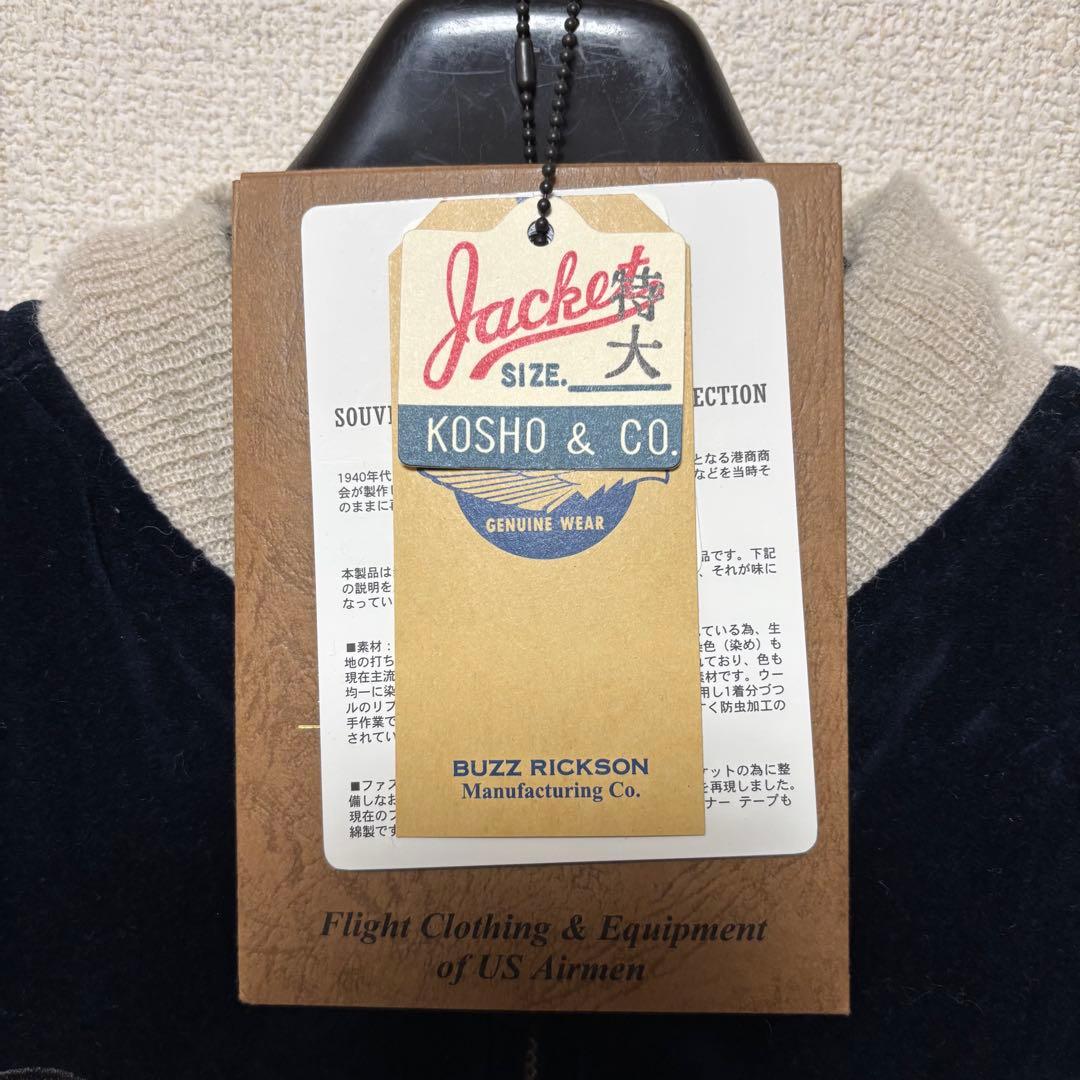 Jackets
特大
SIZE.
KOSHO & CO.
GENUINE WEAR
BUZZ RICKSON
Manufacturing Co.
SOUV
ECTION
1940年代
となる港商商
会が製作
などを当時そ
のままに
本製品は
品です。下記
の説明を
、それが味に
なってい
■素材：
れている為、生
地の打ち
色（染め）も
現在主流
れており、色も
均一に染
素材です。ウー
ルのリブ
用し1着分づつ
手作業で
すく防虫加工の
されてい
■ファス
ケットの為に整
備しなお
を再現しました。
現在のフ
ナー テープも
綿製です
Flight Clothing & Equipment
of US Airmen